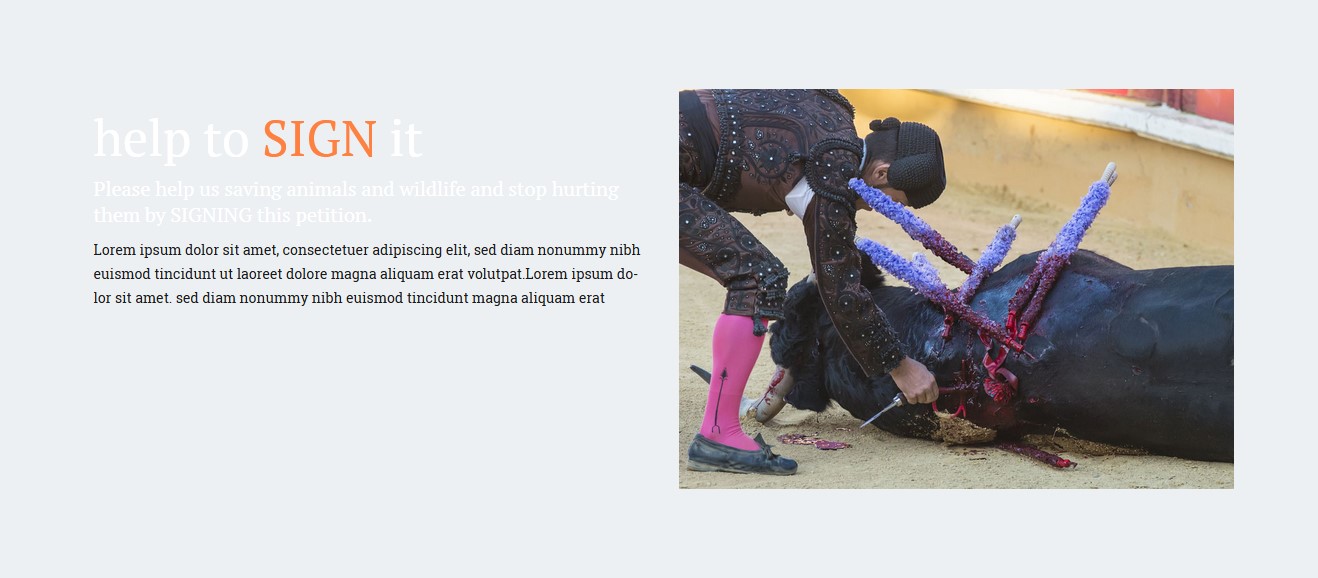 help to SIGN it
Please help us saving animals and wildlife and stop hurting
them by SIGNING this petition.
Lorem ipsum dolor sit amet, consectetuer adipiscing elit, sed diam nonummy nibh
euismod tincidunt ut laoreet dolore magna aliquam erat volutpat.Lorem ipsum do-
lor sit amet. sed diam nonummy nibh euismod tincidunt magna aliquam erat